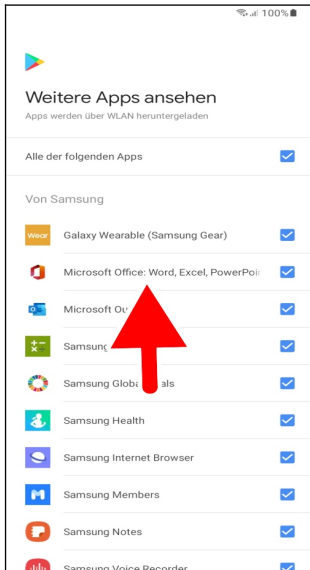 100%
Weitere Apps ansehen
Apps werden über WLAN heruntergeladen
Alle der folgenden Apps
Von Samsung
Wear
Galaxy Wearable (Samsung Gear)
Microsoft Office: Word, Excel, PowerPoin
Microsoft Ou
Samsung
Samsung Globa als
Samsung Health
Samsung Internet Browser
Samsung Members
Samsung Notes
Samsung Voice Recorder